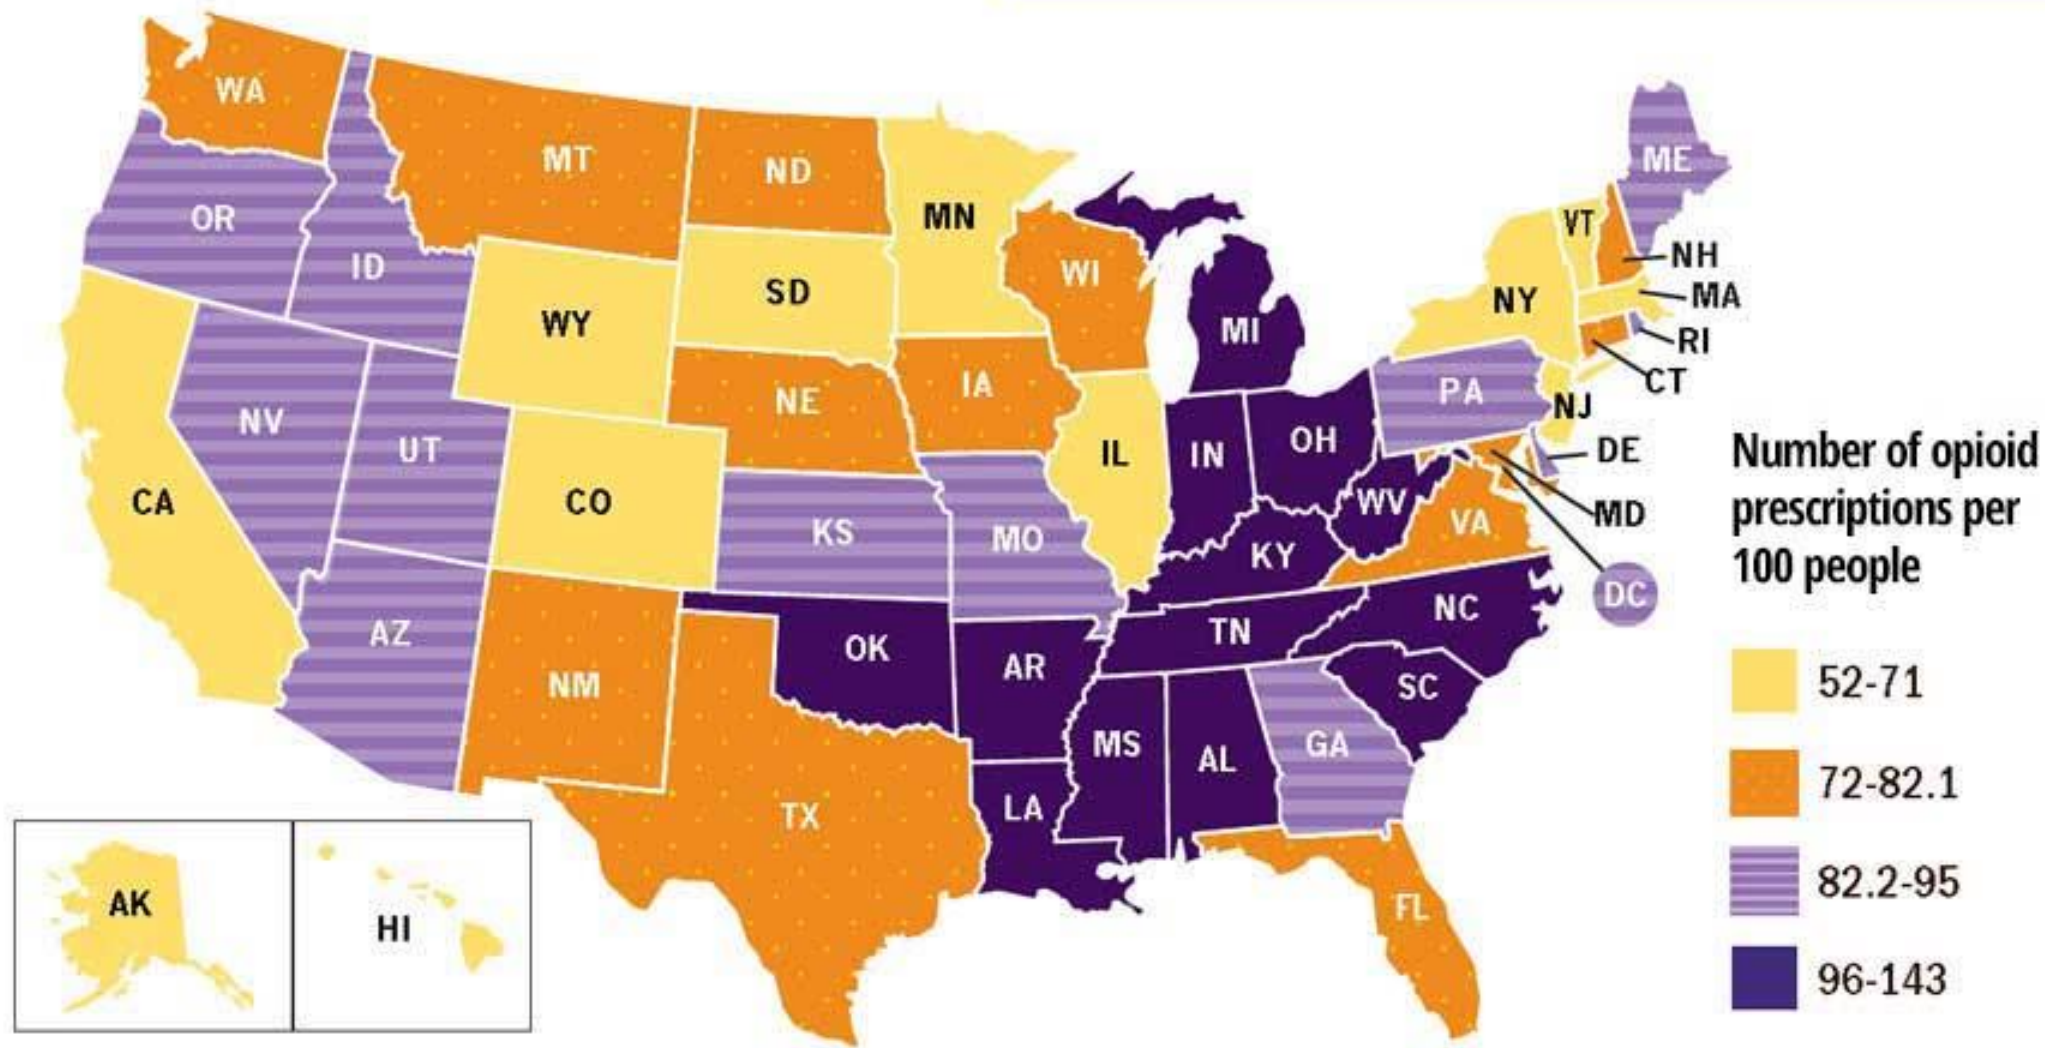 WA
MT
ND
MN
OR
ID
WY
SD
WI
MI
ME
VT
NH
NY
MA
RI
CT
NV
UT
CA
CO
NE
IA
IL
IN
OH
PA
NJ
DE
MD
DC
WV
VA
KS
MO
KY
AZ
NM
OK
AR
TN
NC
SC
MS
AL
GA
LA
TX
FL
AK
HI
Number of opioid
prescriptions per
100 people
52-71
72-82.1
82.2-95
96-143